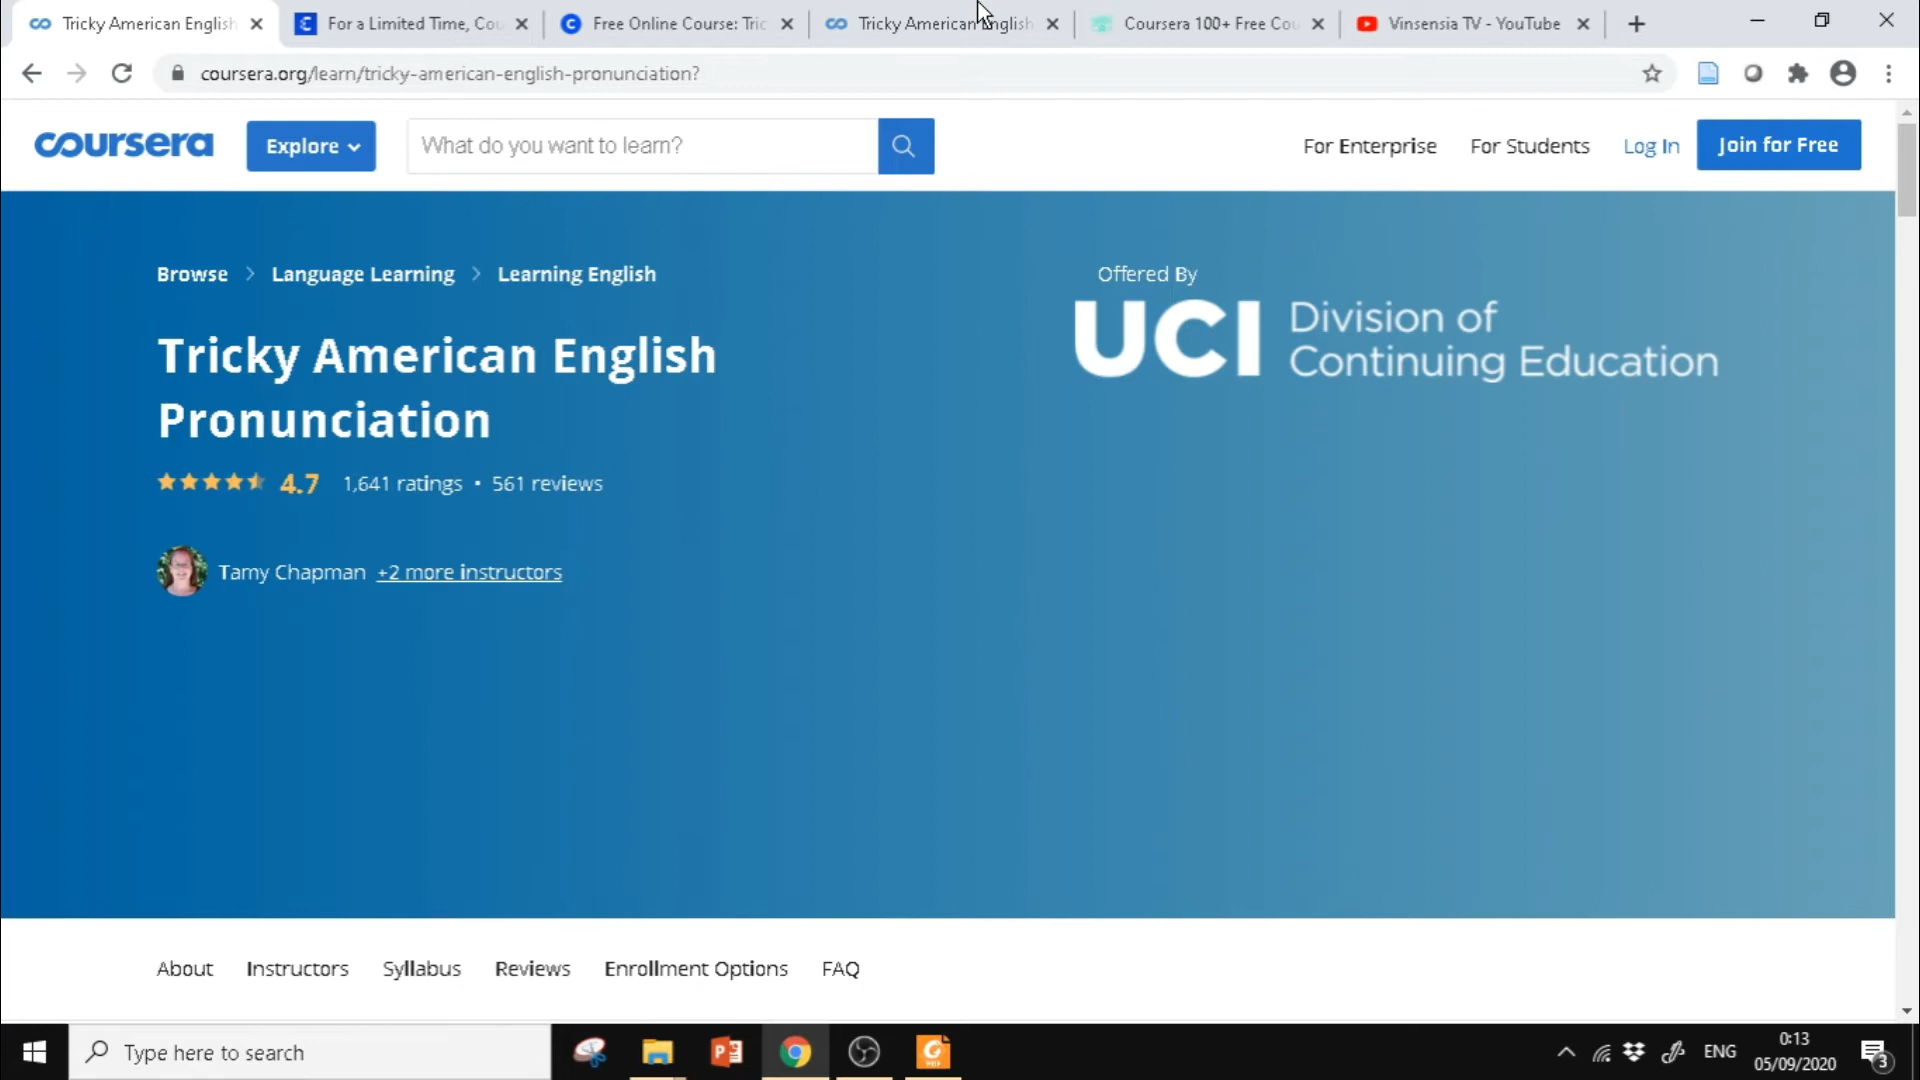 Tricky American English
For a Limited Time, Cou
Free Online Course: Tric
Tricky American English
Coursera 100+ Free Cou
Vinsensia TV - YouTube
coursera.org/learn/tricky-american-english-pronunciation?
coursera
Explore
What do you want to learn?
For Enterprise
For Students
Log In
Join for Free
Browse > Language Learning > Learning English
Offered By
UCI Division of
Continuing Education
Tricky American English
Pronunciation
4.7 1,641 ratings • 561 reviews
Tamy Chapman +2 more instructors
About Instructors Syllabus Reviews Enrollment Options FAQ
Type here to search
ENG
0:13
05/09/2020
3